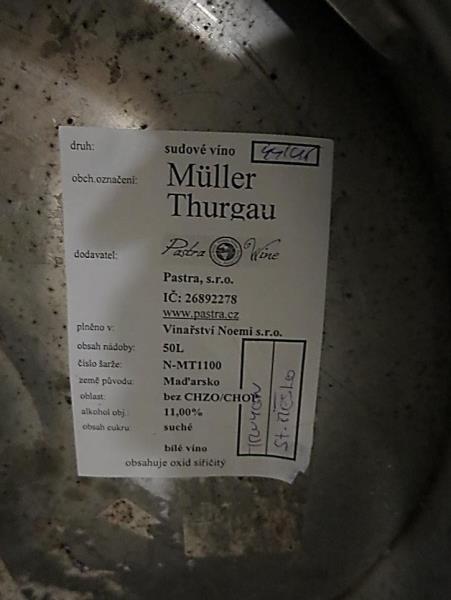 druh: sudové víno
obch.označení: Müller
Thurgau
dodavatel: Pastra Wine
Pastra, s.r.o.
IČ: 26892278
www.pastra.cz
plněno v: Vinařství Noemi s.r.o.
obsah nádoby: 50L
číslo šarže: N-MT1100
země původu: Maďarsko
oblast: bez CHZO/CHOP
alkohol obj.: 11,00%
obsah cukru: suché
bílé víno
obsahuje oxid siřičitý